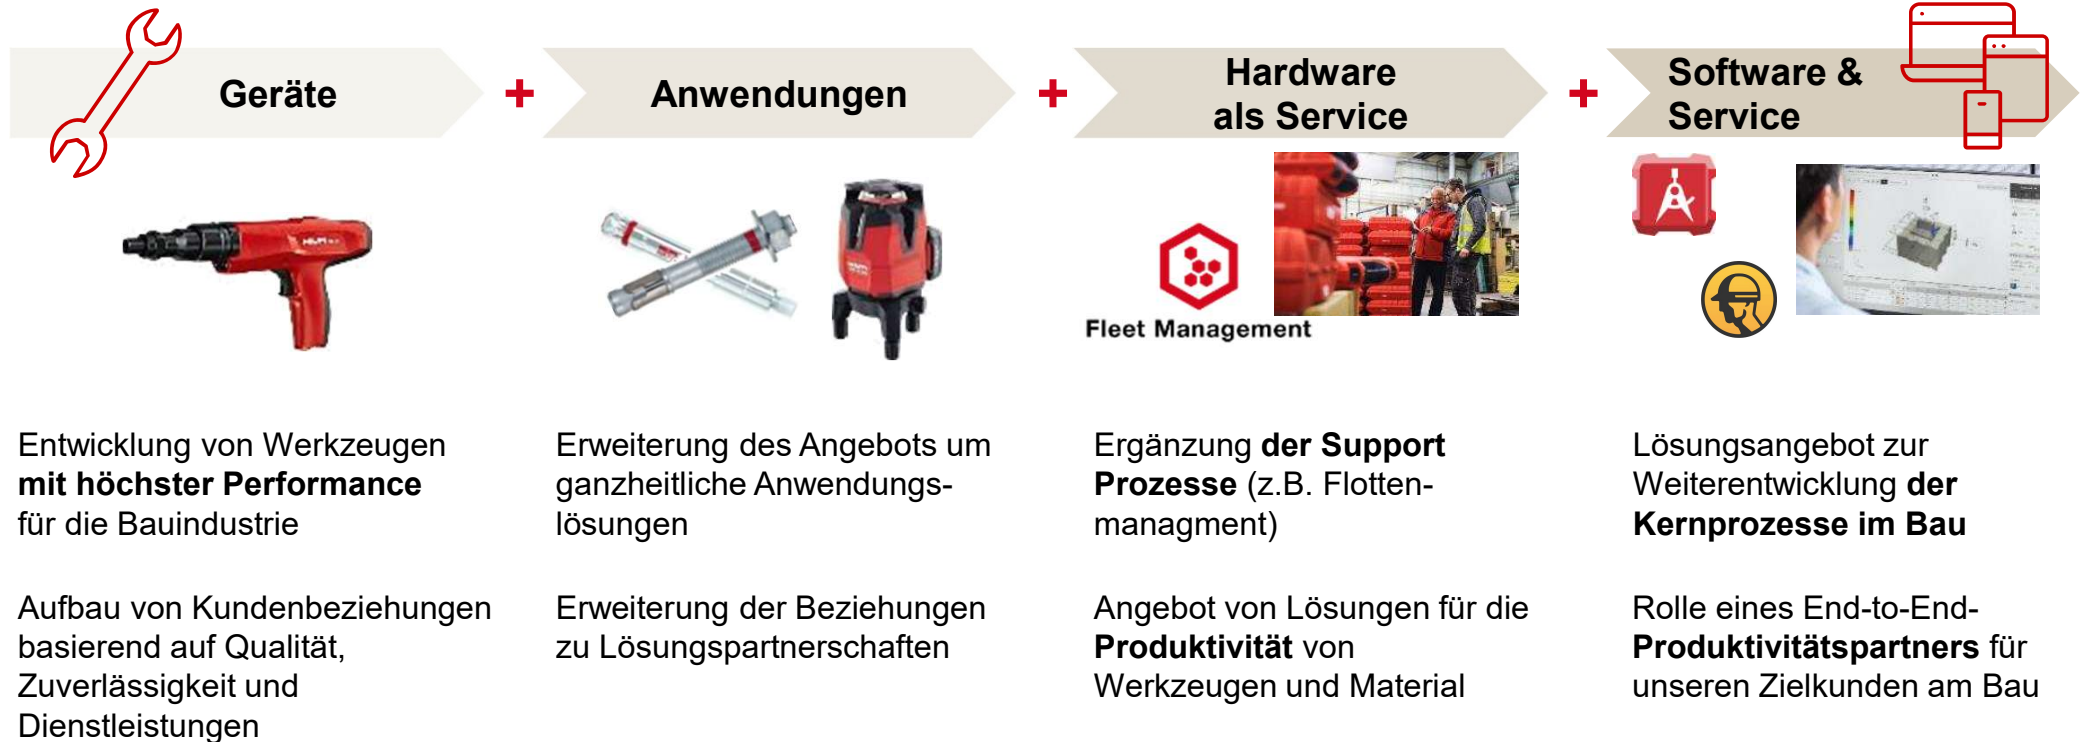 Geräte
+
Anwendungen
+
Hardware
als Service
+
Software &
Service
HILTI
Fleet Management
Entwicklung von Werkzeugen
mit höchster Performance
für die Bauindustrie
Aufbau von Kundenbeziehungen
basierend auf Qualität,
Zuverlässigkeit und
Dienstleistungen
Erweiterung des Angebots um
ganzheitliche Anwendungs-
lösungen
Erweiterung der Beziehungen
zu Lösungspartnerschaften
Ergänzung der Support
Prozesse (z.B. Flotten-
managment)
Angebot von Lösungen für die
Produktivität von
Werkzeugen und Material
Lösungsangebot zur
Weiterentwicklung der
Kernprozesse im Bau
Rolle eines End-to-End-
Produktivitätspartners für
unseren Zielkunden am Bau